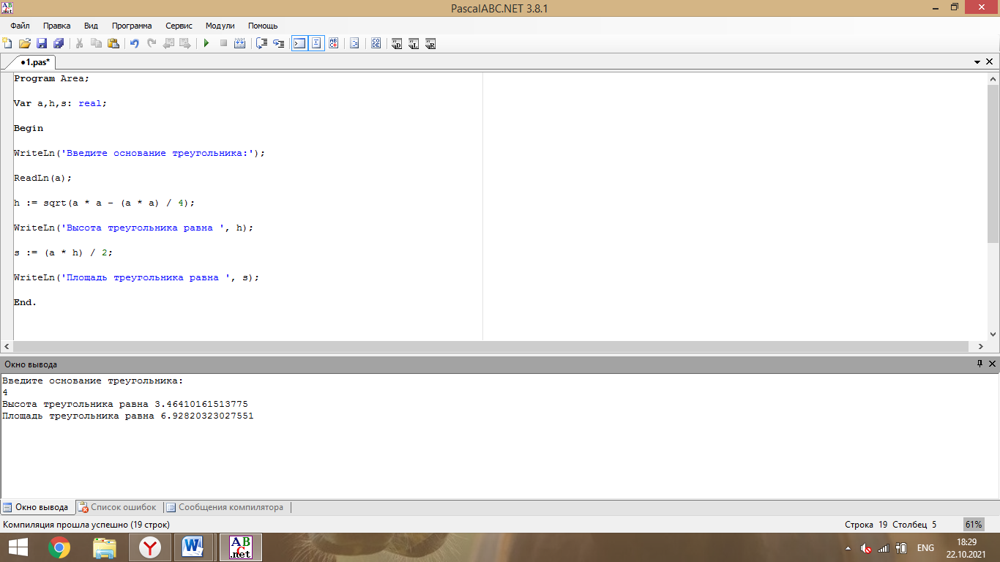 PascalABC.NET 3.8.1
Файл Правка Вид Программа Сервис Модули Помощь
●1.pas*
Program Area;
Var a,h,s: real;
Begin
WriteLn('Введите основание треугольника:');
ReadLn(a);
h := sqrt(a * a - (a * a) / 4);
WriteLn('Высота треугольника равна ', h);
s := (a * h) / 2;
WriteLn('Площадь треугольника равна ', s);
End.
Окно вывода
Введите основание треугольника:
4
Высота треугольника равна 3.46410161513775
Площадь треугольника равна 6.92820323027551
Окно вывода Список ошибок Сообщения компилятора
Компиляция прошла успешно (19 строк) Строка 19 Столбец 5 61%
ABC.net ENG 18:29
22.10.2021